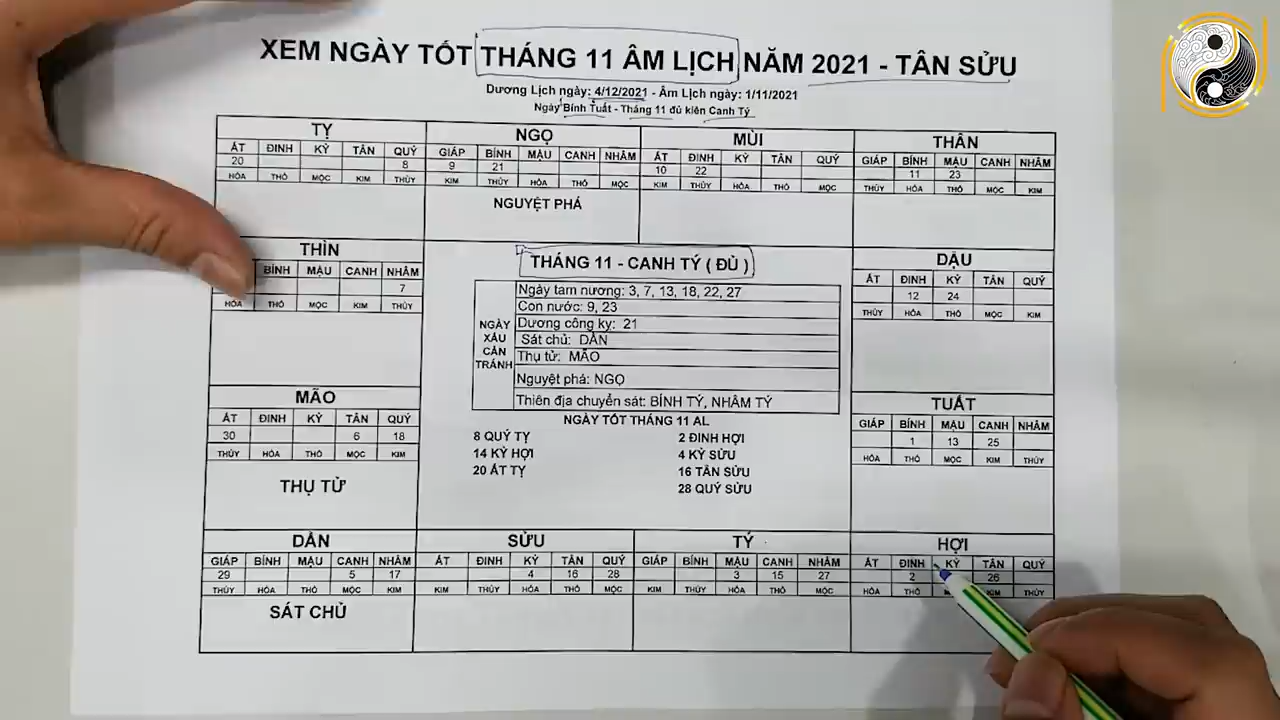 XEM NGÀY TỐT THÁNG 11 ÂM LỊCH NĂM 2021 - TÂN SỬU
Dương Lịch ngày: 4/12/2021 - Âm Lịch ngày: 1/11/2021
Ngày Bính Tuất - Tháng 11 đủ kiên Canh Tý
TỴ NGỌ MÙI THÂN
ẤT ĐINH KỶ TÂN QUÝ GIÁP BÍNH MẬU CANH NHÂM ẤT ĐINH KỶ TÂN QUÝ GIÁP BÍNH MẬU CANH NHÂM
20 8 9 21 10 22 11 23
HỎA THỔ MỘC KIM THỦY KIM THỦY HỎA THỔ MỘC KIM THỦY HỎA THỔ MỘC THỦY HỎA THỔ MỘC KIM
NGUYỆT PHÁ
THÌN
BÍNH MẬU CANH NHÂM
7
HỎA THỔ MỘC KIM THỦY
THÁNG 11 - CANH TÝ ( ĐỦ )
NGÀY XẤU CẦN TRÁNH
Ngày tam nương: 3, 7, 13, 18, 22, 27
Con nước: 9, 23
Dương công kỵ: 21
Sát chủ: DẦN
Thụ tử: MÃO
Nguyệt phá: NGỌ
Thiên địa chuyển sát: BÍNH TÝ, NHÂM TÝ
DẬU
ẤT ĐINH KỶ TÂN QUÝ
12 24
THỦY HỎA THỔ MỘC KIM
MÃO
ẤT ĐINH KỶ TÂN QUÝ
30 6 18
THỦY HỎA THỔ MỘC KIM
THỤ TỬ
NGÀY TỐT THÁNG 11 AL
8 QUÝ TỴ 2 ĐINH HỢI
14 KỶ HỢI 4 KỶ SỬU
20 ẤT TỴ 16 TÂN SỬU
28 QUÝ SỬU
TUẤT
GIÁP BÍNH MẬU CANH NHÂM
1 13 25
HỎA THỔ MỘC KIM THỦY
DẦN SỬU TÝ HỢI
GIÁP BÍNH MẬU CANH NHÂM ẤT ĐINH KỶ TÂN QUÝ GIÁP BÍNH MẬU CANH NHÂM ẤT ĐINH KỶ TÂN QUÝ
29 5 17 4 16 28 3 15 27 2 26
THỦY HỎA THỔ MỘC KIM KIM THỦY HỎA THỔ MỘC KIM THỦY HỎA THỔ MỘC HỎA THỔ KIM THỦY
SÁT CHỦ